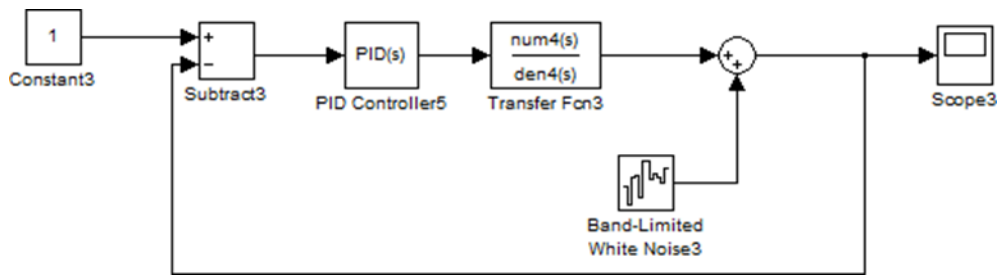 1
+
−
PID(s)
num4(s)
den4(s)
+
+
Constant3
Subtract3
PID Controller5
Transfer Fcn3
Scope3
Band-Limited
White Noise3